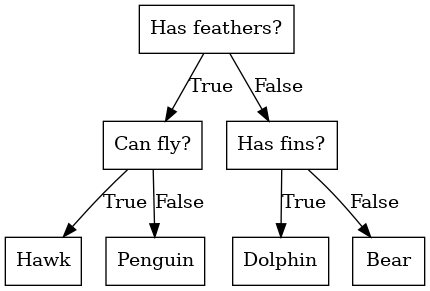 Has feathers?
True
False
Can fly?
Has fins?
True
False
True
False
Hawk
Penguin
Dolphin
Bear